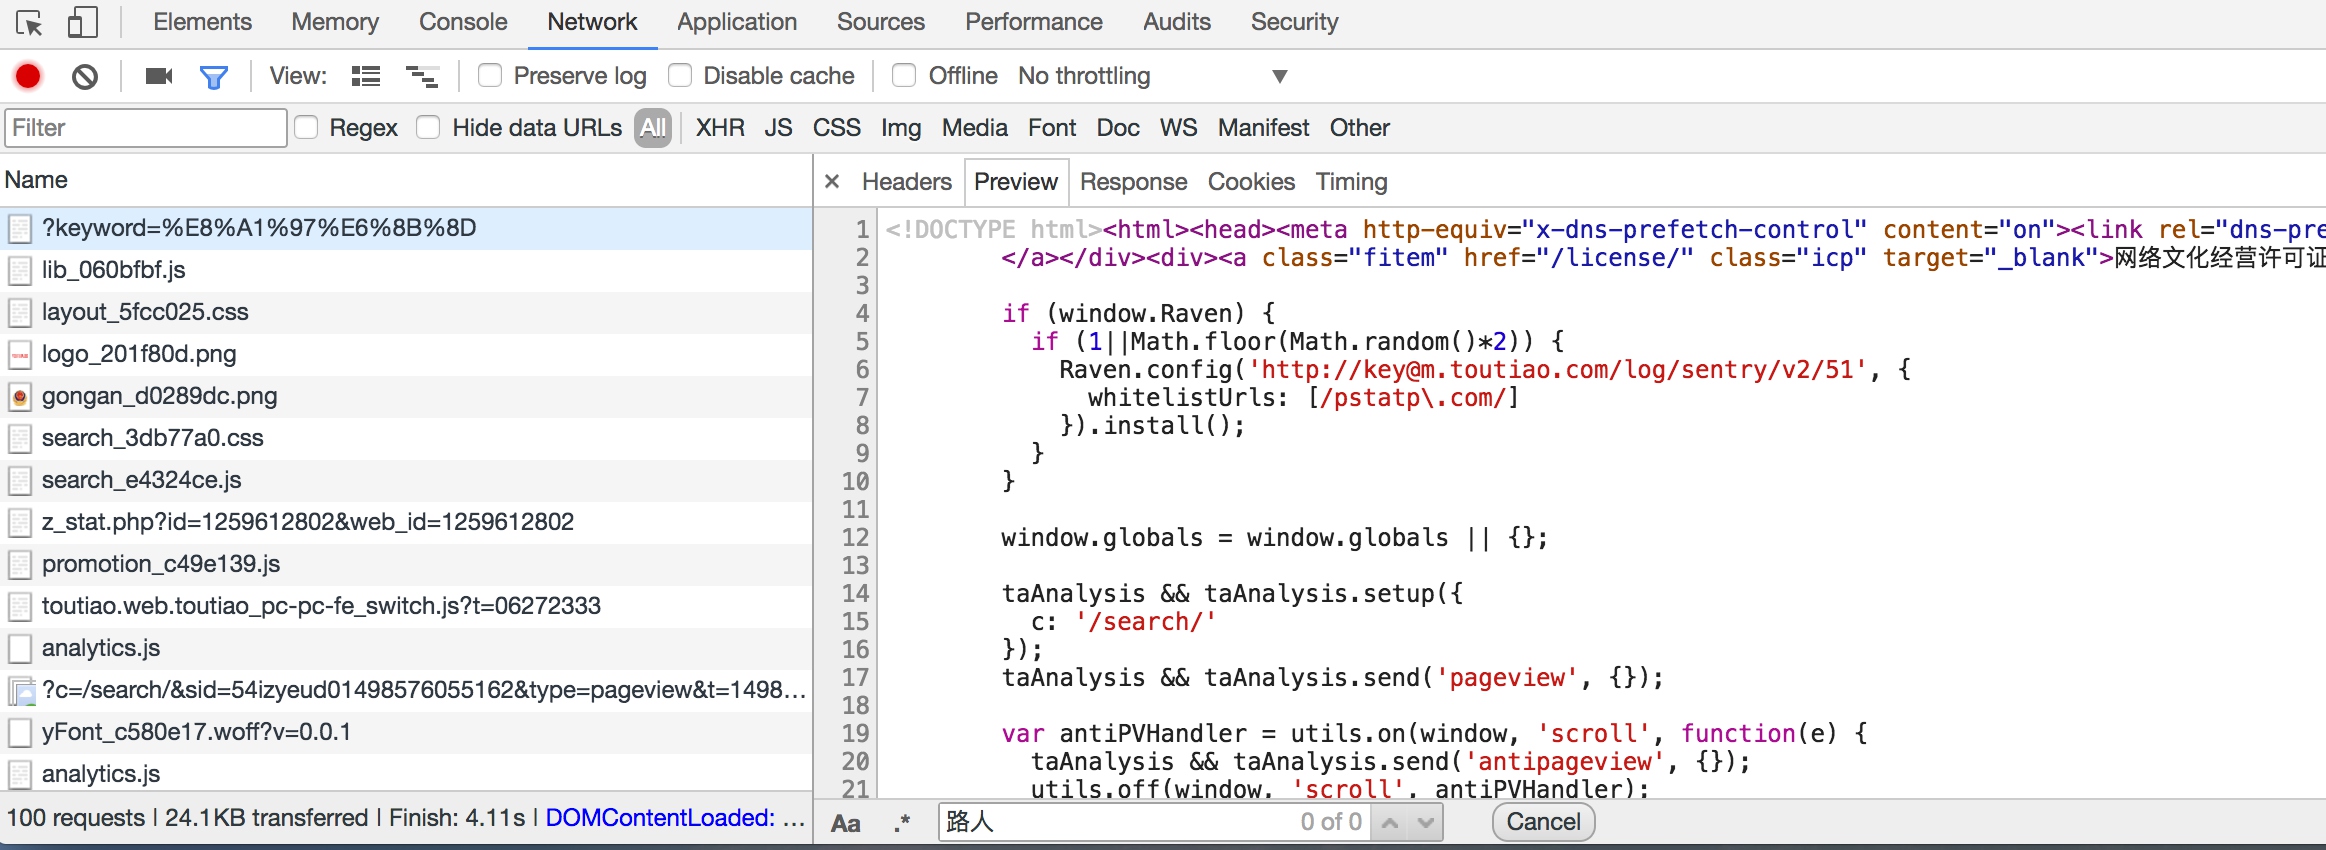 Elements Memory Console Network Application Sources Performance Audits Security
View: Preserve log Disable cache Offline No throttling
Filter Regex Hide data URLs All XHR JS CSS Img Media Font Doc WS Manifest Other
Name
?keyword=%E8%A1%97%E6%8B%8D
lib_060bfbf.js
layout_5fcc025.css
logo_201f80d.png
gongan_d0289dc.png
search_3db77a0.css
search_e4324ce.js
z_stat.php?id=1259612802&web_id=1259612802
promotion_c49e139.js
toutiao.web.toutiao_pc-pc-fe_switch.js?t=06272333
analytics.js
?c=/search/&sid=54izyeud01498576055162&type=pageview&t=1498...
yFont_c580e17.woff?v=0.0.1
analytics.js
100 requests | 24.1KB transferred | Finish: 4.11s | DOMContentLoaded: ...
× Headers Preview Response Cookies Timing
1 <!DOCTYPE html><html><head><meta http-equiv="x-dns-prefetch-control" content="on"><link rel="dns-pre
2 </a></div><div><a class="fitem" href="/license/" class="icp" target="_blank">网络文化经营许可证
3
4 if (window.Raven) {
5 if (1||Math.floor(Math.random()*2)) {
6 Raven.config('http://key@m.toutiao.com/log/sentry/v2/51', {
7 whitelistUrls: [/pstatp\.com/]
8 }).install();
9 }
10 }
11
12 window.globals = window.globals || {};
13
14 taAnalysis && taAnalysis.setup({
15 c: '/search/'
16 });
17 taAnalysis && taAnalysis.send('pageview', {});
18
19 var antiPVHandler = utils.on(window, 'scroll', function(e) {
20 taAnalysis && taAnalysis.send('antipageview', {});
21 utils.off(window, 'scroll', antiPVHandler);
Aa .* 路人 0 of 0 Cancel